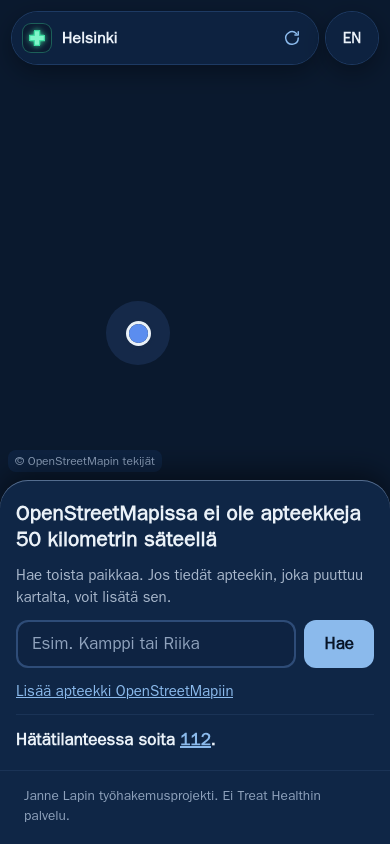 Helsinki
EN
© OpenStreetMapin tekijät
OpenStreetMapissa ei ole apteekkeja
50 kilometrin säteellä
Hae toista paikkaa. Jos tiedät apteekin, joka puuttuu
kartalta, voit lisätä sen.
Esim. Kamppi tai Riika
Hae
Lisää apteekki OpenStreetMapiin
Hätätilanteessa soita 112.
Janne Lapin työhakemusprojekti. Ei Treat Healthin
palvelu.